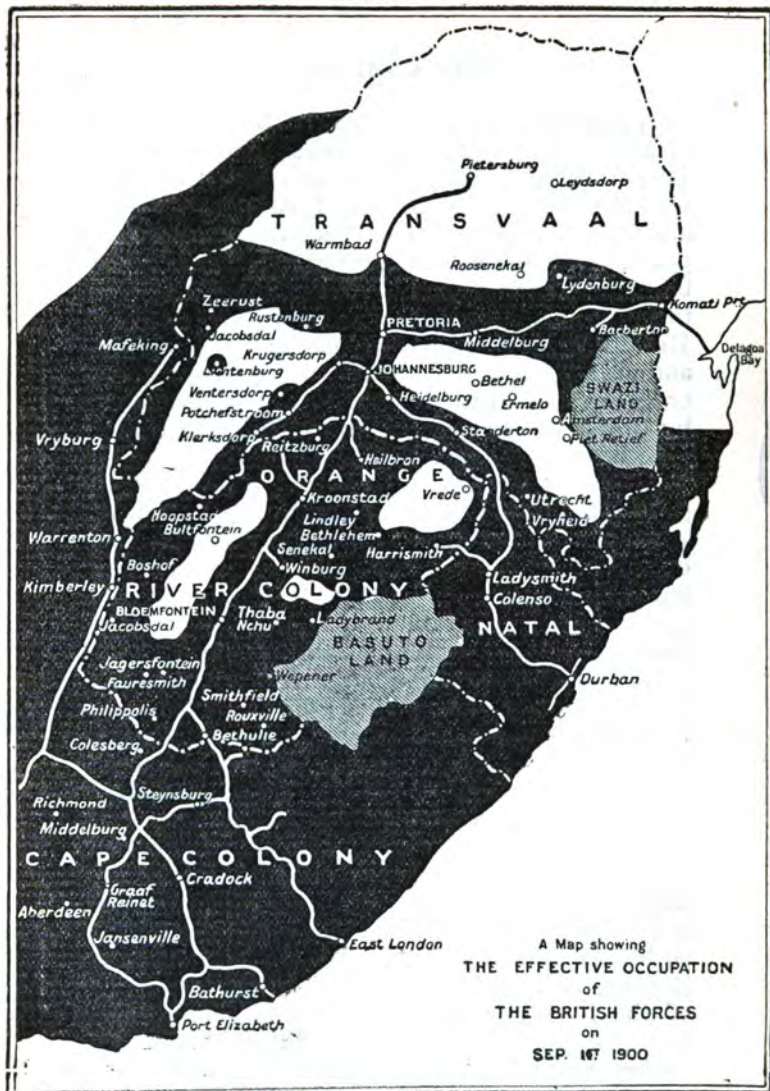 Pietersburg
Leydsdorp
TRANSVAAL
Warmbad
Roosenekal
Lydenburg
Komati Prt
Zeerust
Rustenburg
PRETORIA
Jacobsdal
Middelburg
Barberton
Mafeking
Krugersdorp
Delagoa
Bay
Lichtenburg
JOHANNESBURG
Bethel
SWAZI
LAND
Ventersdorp
Heidelburg
Ermelo
Potchefstroom
Amsterdam
Vryburg
Klerksdorp
Reitzburg
Standerton
Piet Retief
Heilbron
ORANGE
Kroonstad
Vrede
Utrecht
Hoopstad
Lindley
Vryheid
Bultfontein
Bethlehem
Warrenton
Senekal
Harrismith
Boshof
Winburg
Ladysmith
Kimberley
RIVER COLONY
Colenso
BLOEMFONTEIN
Jacobsdal
Thaba
Nchu
Ladybrand
NATAL
BASUTO
LAND
Jagersfontein
Fauresmith
Wepener
Durban
Smithfield
Philippolis
Rouxville
Colesberg
Bethulie
Steynsburg
Richmond
Middelburg
CAPE COLONY
Cradock
Graaf
Reinet
Aberdeen
Jansenville
East London
Bathurst
Port Elizabeth
A Map showing
THE EFFECTIVE OCCUPATION
of
THE BRITISH FORCES
on
SEP. 1900